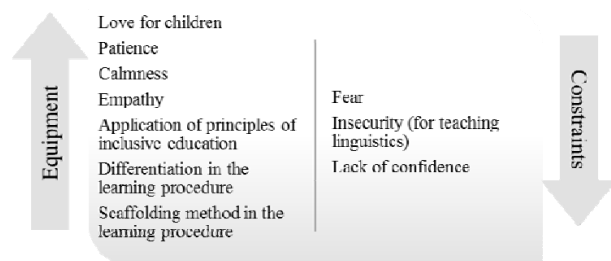 Equipment
Love for children
Patience
Calmness
Empathy
Application of principles of
inclusive education
Differentiation in the
learning procedure
Scaffolding method in the
learning procedure
Fear
Insecurity (for teaching
linguistics)
Lack of confidence
Constraints